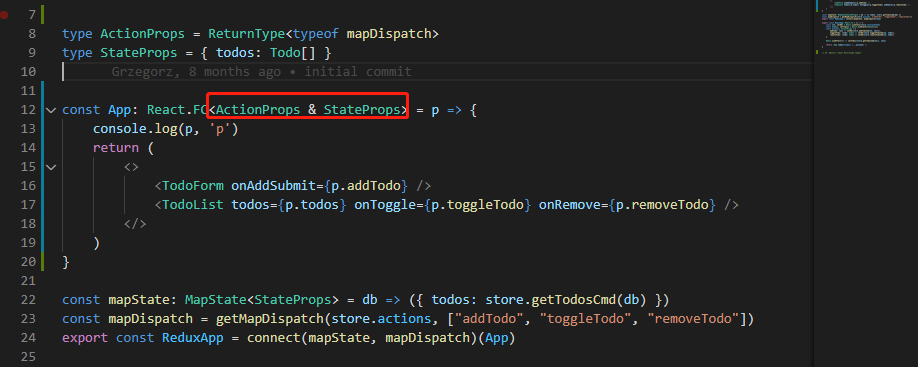 7
8 type ActionProps = ReturnType<typeof mapDispatch>
9 type StateProps = { todos: Todo[] }
10 Grzegorz, 8 months ago • initial commit
11
12 const App: React.FC<ActionProps & StateProps> = p => {
13 console.log(p, 'p')
14 return (
15 <>
16 <TodoForm onAddSubmit={p.addTodo} />
17 <TodoList todos={p.todos} onToggle={p.toggleTodo} onRemove={p.removeTodo} />
18 </>
19 )
20 }
21
22 const mapState: MapState<StateProps> = db => ({ todos: store.getTodosCmd(db) })
23 const mapDispatch = getMapDispatch(store.actions, ["addTodo", "toggleTodo", "removeTodo"])
24 export const ReduxApp = connect(mapState, mapDispatch)(App)
25